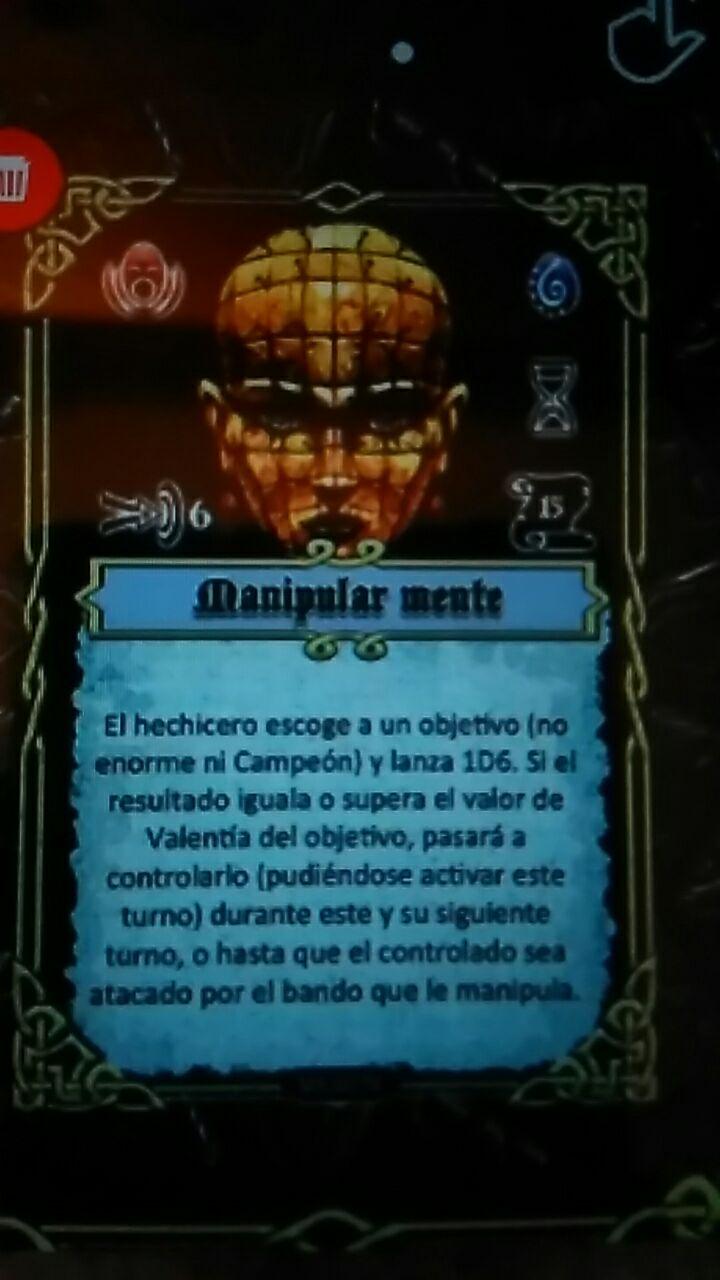 6
15
Manipular mente
El hechicero escoge a un objetivo (no
enorme ni Campeón) y lanza 1D6. Si el
resultado iguala o supera el valor de
Valentía del objetivo, pasará a
controlarlo (pudiéndose activar este
turno) durante este y su siguiente
turno, o hasta que el controlado sea
atacado por el bando que le manipula.